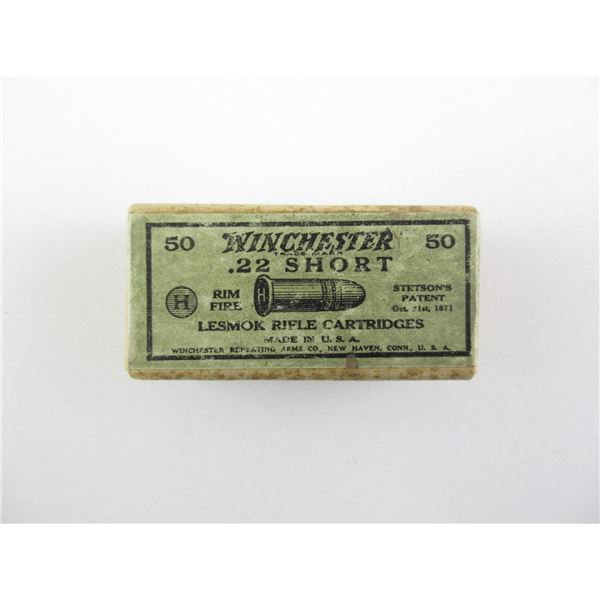 50 WINCHESTER 50
TRADE MARK
.22 SHORT
H RIM FIRE H STETSON'S PATENT Oct. 31st, 1871
LESMOK RIFLE CARTRIDGES
MADE IN U. S. A.
WINCHESTER REPEATING ARMS CO., NEW HAVEN, CONN., U. S. A.